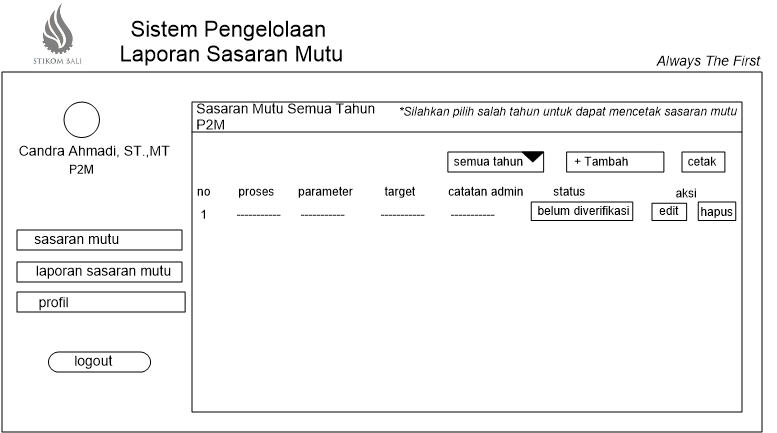 STIKOM BALI
Sistem Pengelolaan
Laporan Sasaran Mutu
Always The First
Candra Ahmadi, ST.,MT
P2M
sasaran mutu
laporan sasaran mutu
profil
logout
Sasaran Mutu Semua Tahun
P2M
*Silahkan pilih salah tahun untuk dapat mencetak sasaran mutu
semua tahun + Tambah cetak
no proses parameter target catatan admin status aksi
1 ----------- ----------- ----------- ----------- belum diverifikasi edit hapus